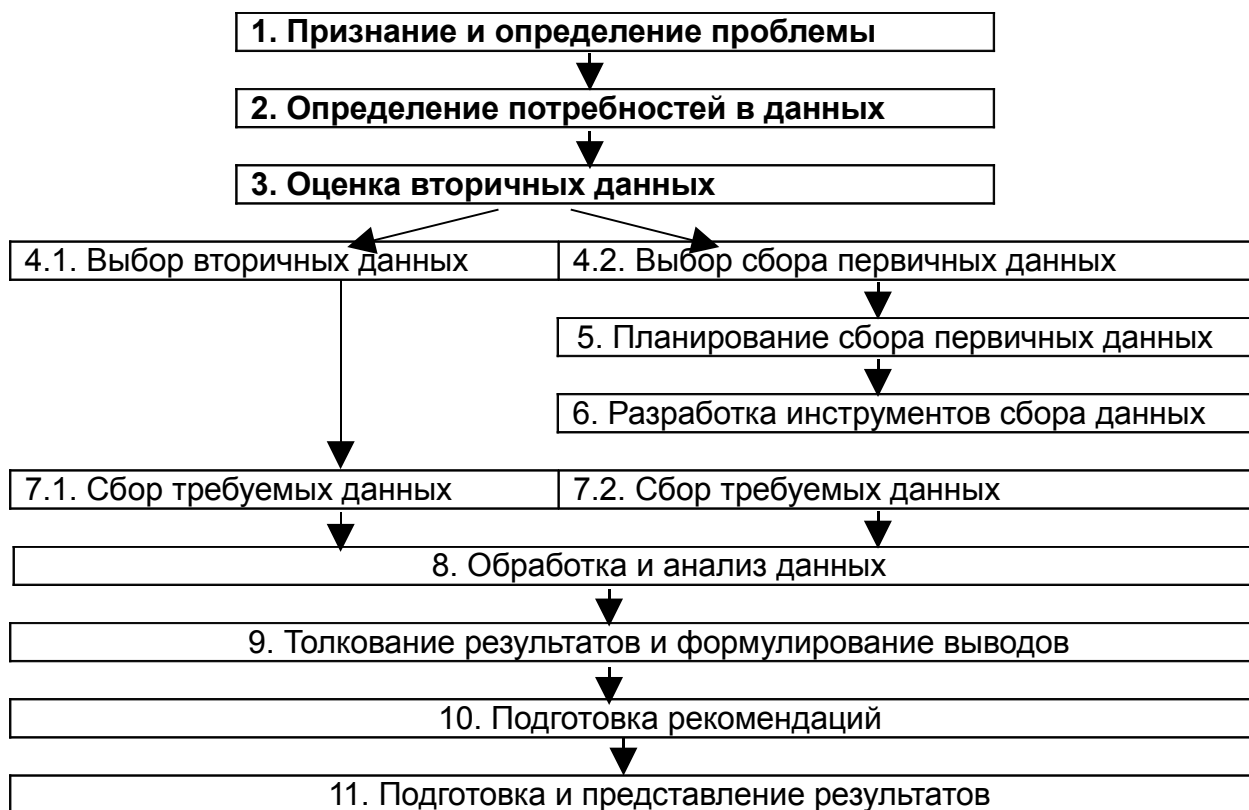 1. Признание и определение проблемы
2. Определение потребностей в данных
3. Оценка вторичных данных
4.1. Выбор вторичных данных
4.2. Выбор сбора первичных данных
5. Планирование сбора первичных данных
6. Разработка инструментов сбора данных
7.1. Сбор требуемых данных
7.2. Сбор требуемых данных
8. Обработка и анализ данных
9. Толкование результатов и формулирование выводов
10. Подготовка рекомендаций
11. Подготовка и представление результатов